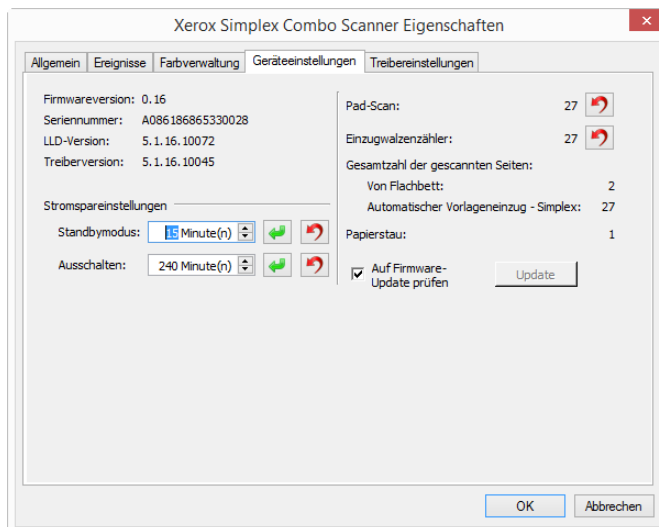 Xerox Simplex Combo Scanner Eigenschaften
Allgemein Ereignisse Farbverwaltung Geräteeinstellungen Treibereinstellungen
Firmwareversion: 0.16
Seriennummer: A086186865330028
LLD-Version: 5.1.16.10072
Treiberversion: 5.1.16.10045
Stromspareinstellungen
Standbymodus: 15 Minute(n)
Ausschalten: 240 Minute(n)
Pad-Scan: 27
Einzugwalzenzähler: 27
Gesamtzahl der gescannten Seiten:
Von Flachbett: 2
Automatischer Vorlageneinzug - Simplex: 27
Papierstau: 1
Auf Firmware-
Update prüfen
Update
OK Abbrechen